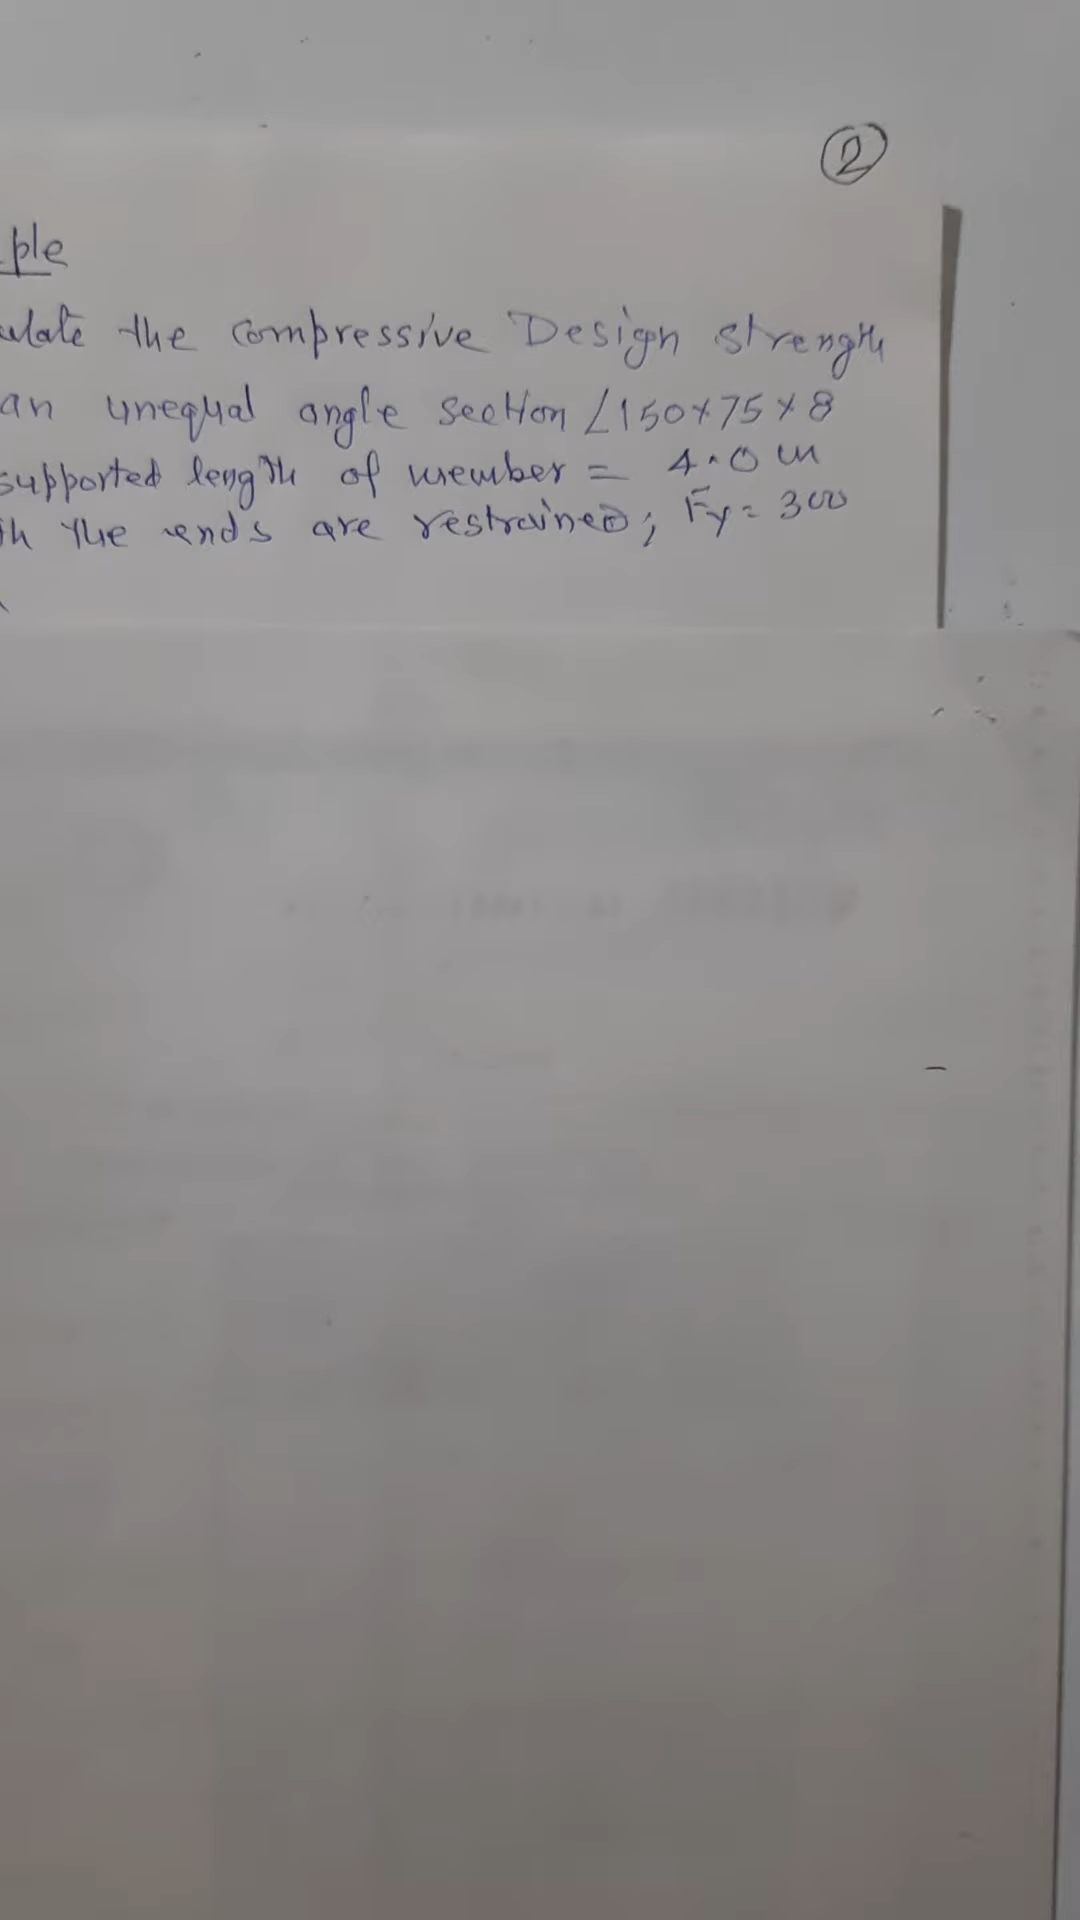 2
ple
ulate the compressive Design strength
an unequal angle section ∠150×75×8
supported length of member = 4.0 m
th the ends are restrained; Fy = 300